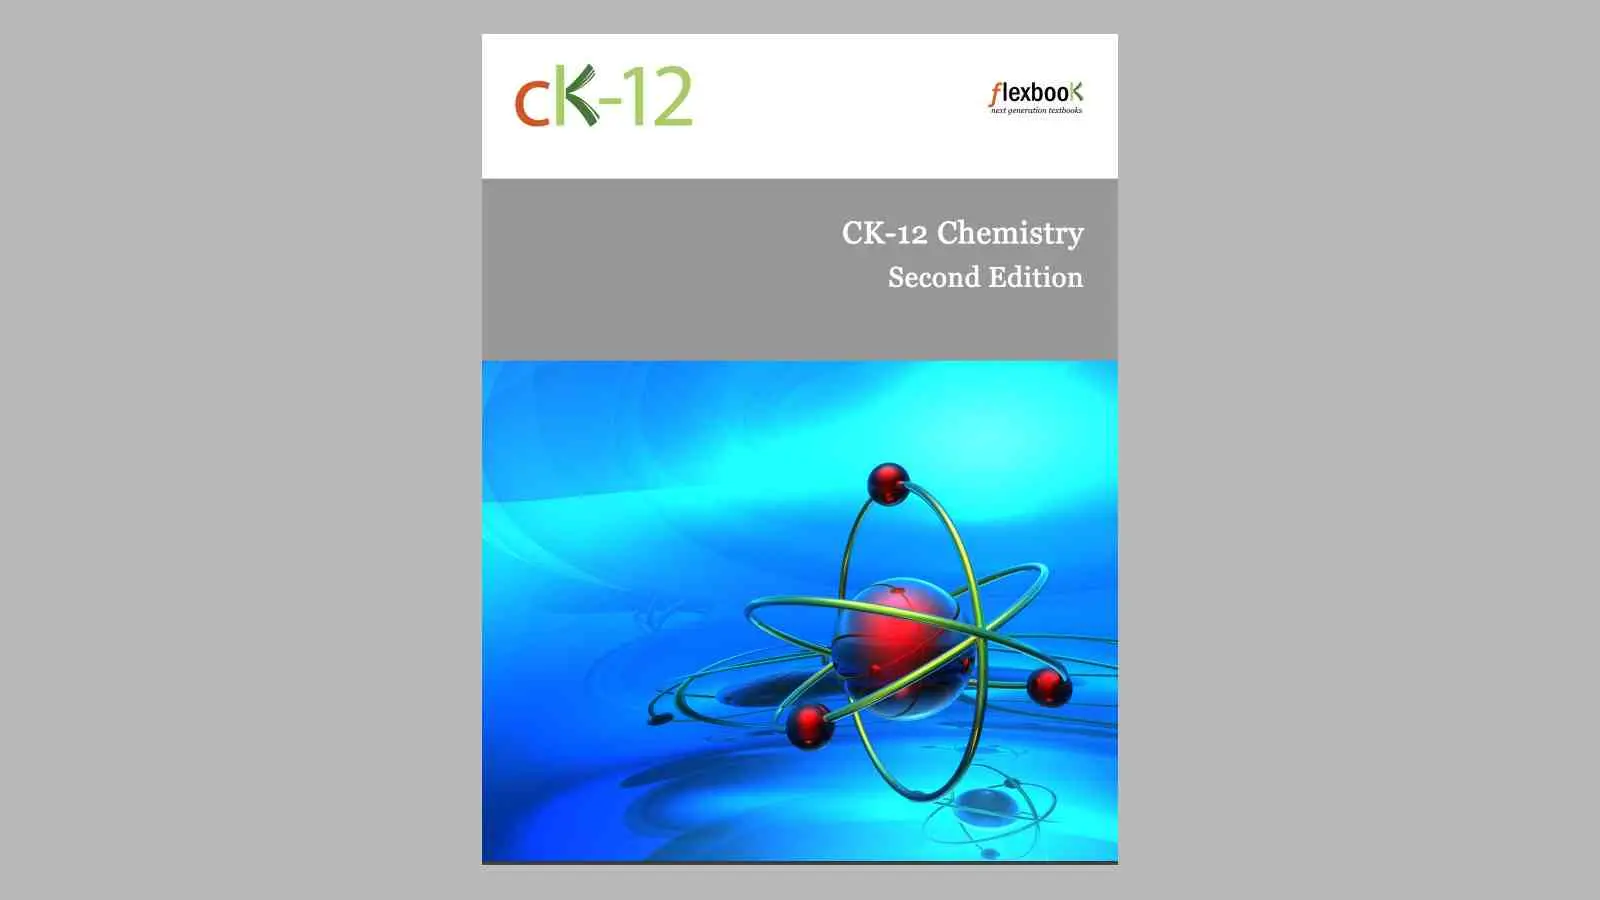 cK-12
flexbooK
next generation textbooks
CK-12 Chemistry
Second Edition